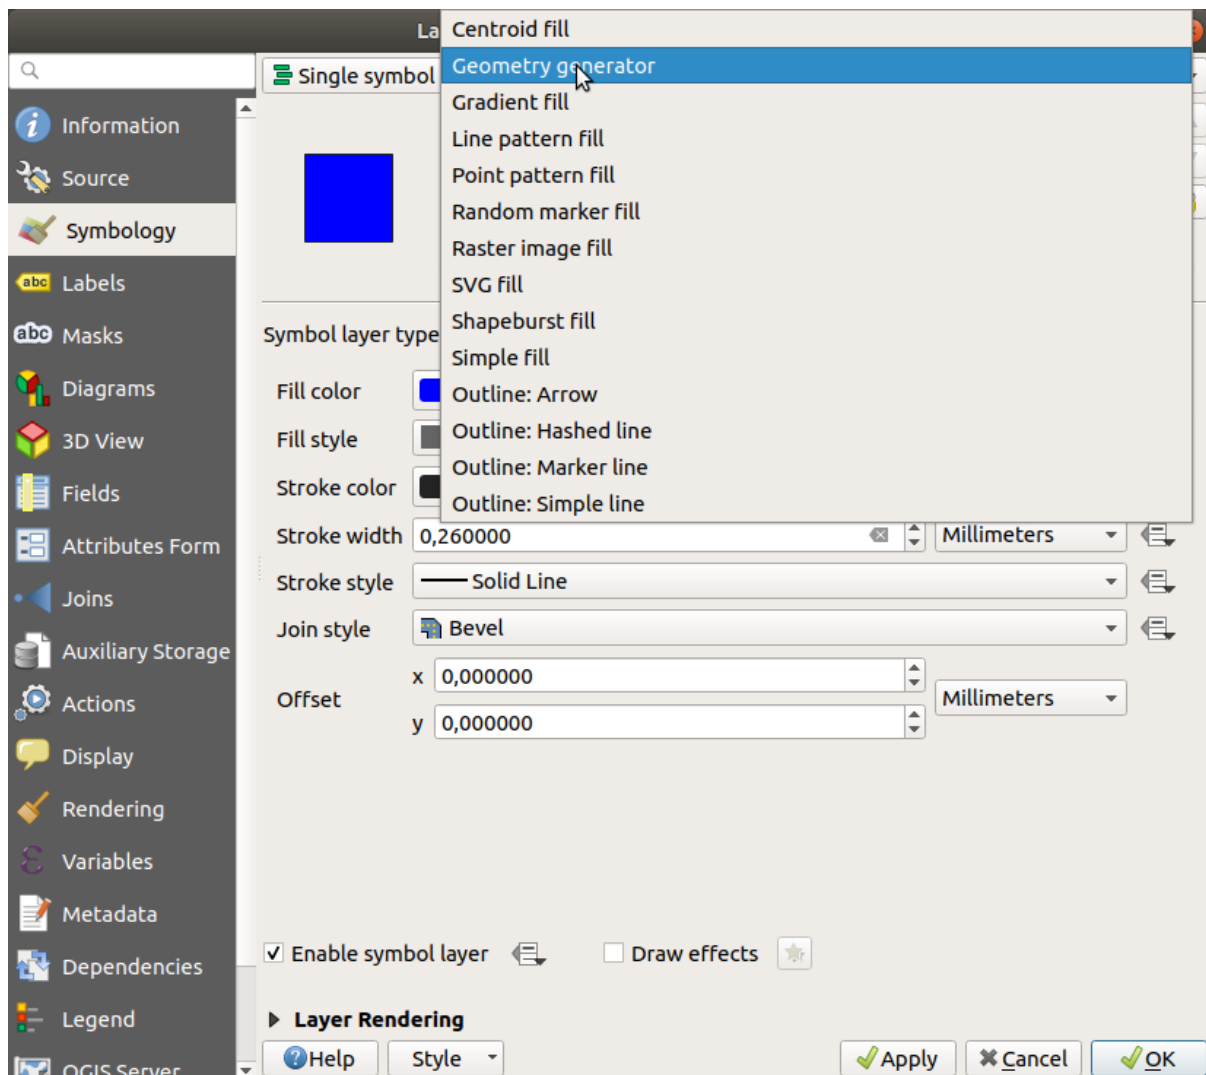 La
Centroid fill
Geometry generator
Gradient fill
Line pattern fill
Point pattern fill
Random marker fill
Raster image fill
SVG fill
Shapeburst fill
Simple fill
Outline: Arrow
Outline: Hashed line
Outline: Marker line
Outline: Simple line
Information
Source
Symbology
abc Labels
abc Masks
Diagrams
3D View
Fields
Attributes Form
Joins
Auxiliary Storage
Actions
Display
Rendering
Variables
Metadata
Dependencies
Legend
QGIS Server
Single symbol
Symbol layer type
Fill color
Fill style
Stroke color
Stroke width 0,260000 Millimeters
Stroke style Solid Line
Join style Bevel
Offset
x 0,000000
y 0,000000
Millimeters
Enable symbol layer Draw effects
Layer Rendering
Help Style Apply Cancel OK